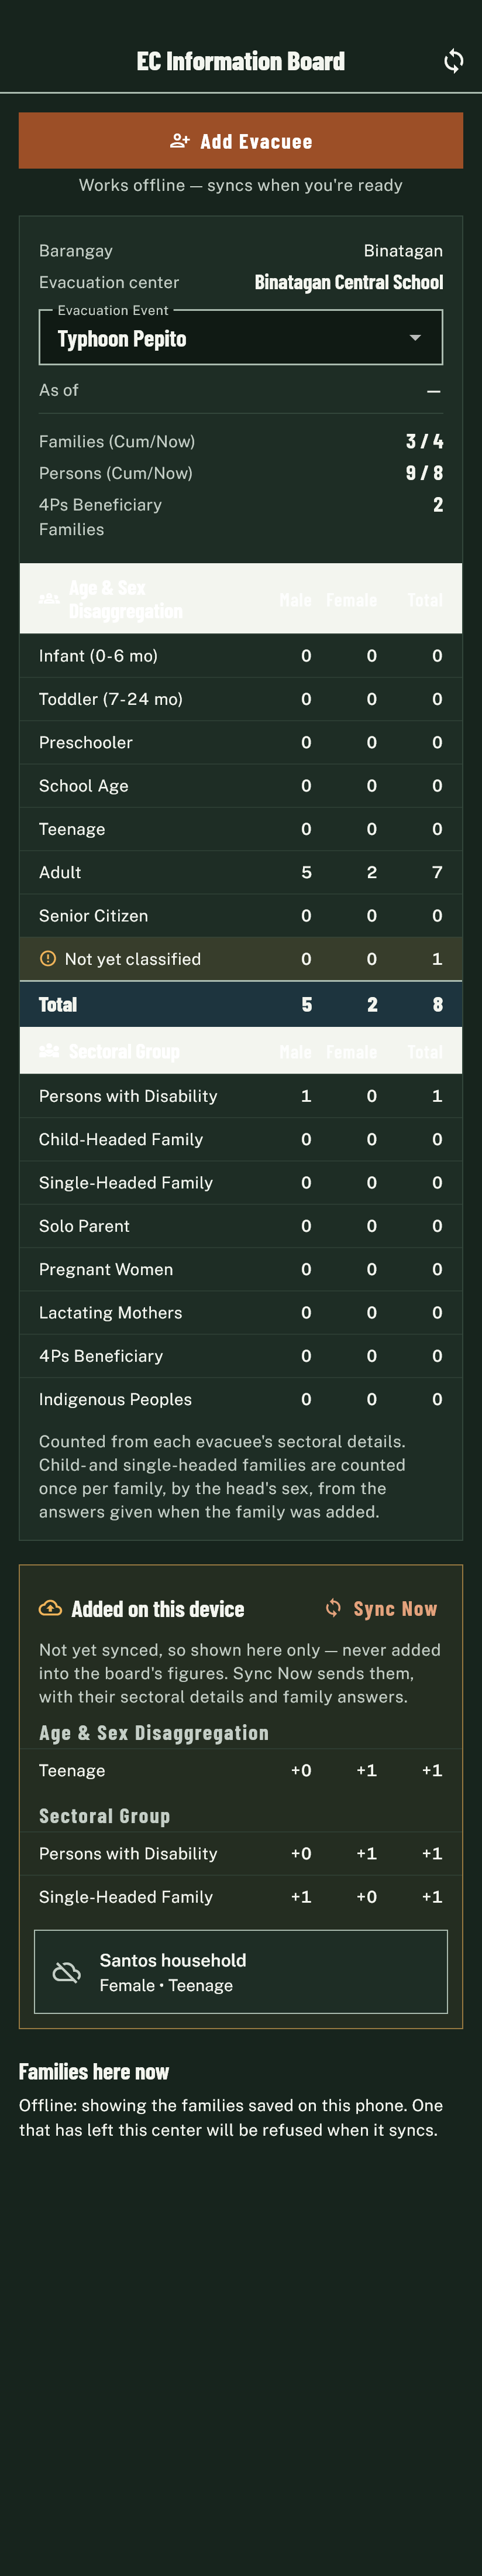 EC Information Board
Add Evacuee
Works offline — syncs when you're ready
Barangay Binatagan
Evacuation center Binatagan Central School
Evacuation Event
Typhoon Pepito
As of —
Families (Cum/Now) 3 / 4
Persons (Cum/Now) 9 / 8
4Ps Beneficiary 2
Families
Age & Sex
Disaggregation Male Female Total
Infant (0-6 mo) 0 0 0
Toddler (7-24 mo) 0 0 0
Preschooler 0 0 0
School Age 0 0 0
Teenage 0 0 0
Adult 5 2 7
Senior Citizen 0 0 0
Not yet classified 0 0 1
Total 5 2 8
Sectoral Group Male Female Total
Persons with Disability 1 0 1
Child-Headed Family 0 0 0
Single-Headed Family 0 0 0
Solo Parent 0 0 0
Pregnant Women 0 0 0
Lactating Mothers 0 0 0
4Ps Beneficiary 0 0 0
Indigenous Peoples 0 0 0
Counted from each evacuee's sectoral details.
Child- and single-headed families are counted
once per family, by the head's sex, from the
answers given when the family was added.
Added on this device Sync Now
Not yet synced, so shown here only — never added
into the board's figures. Sync Now sends them,
with their sectoral details and family answers.
Age & Sex Disaggregation
Teenage +0 +1 +1
Sectoral Group
Persons with Disability +0 +1 +1
Single-Headed Family +1 +0 +1
Santos household
Female • Teenage
Families here now
Offline: showing the families saved on this phone. One
that has left this center will be refused when it syncs.